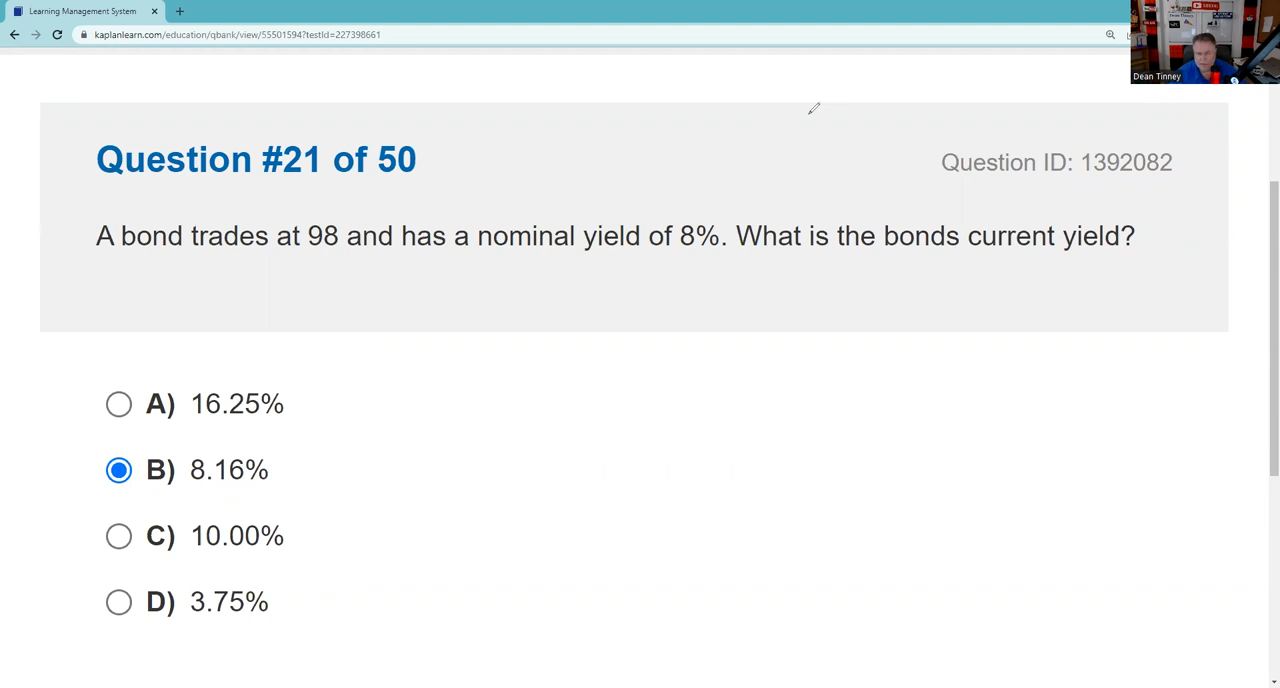 Learning Management System
kaplanlearn.com/education/qbank/view/55501594?testId=227398661
Dean Tinney
Question #21 of 50
Question ID: 1392082
A bond trades at 98 and has a nominal yield of 8%. What is the bonds current yield?
A) 16.25%
B) 8.16%
C) 10.00%
D) 3.75%